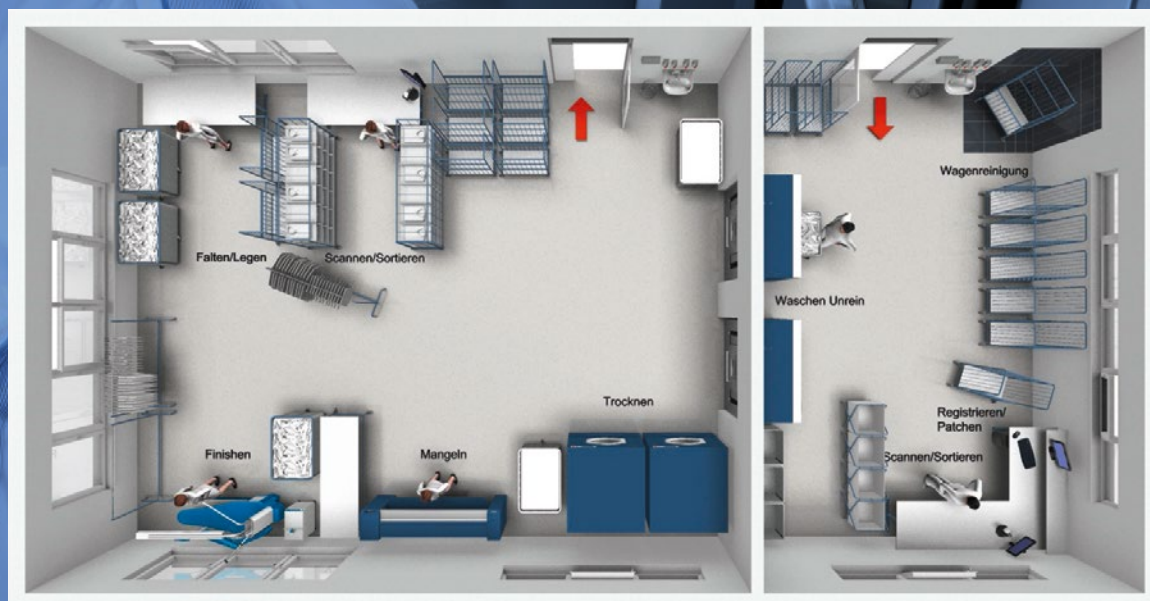 Wagenreinigung
Falten/Legen
Scannen/Sortieren
Waschen Unrein
Trocknen
Registrieren/
Patchen
Finishen
Mangeln
Scannen/Sortieren